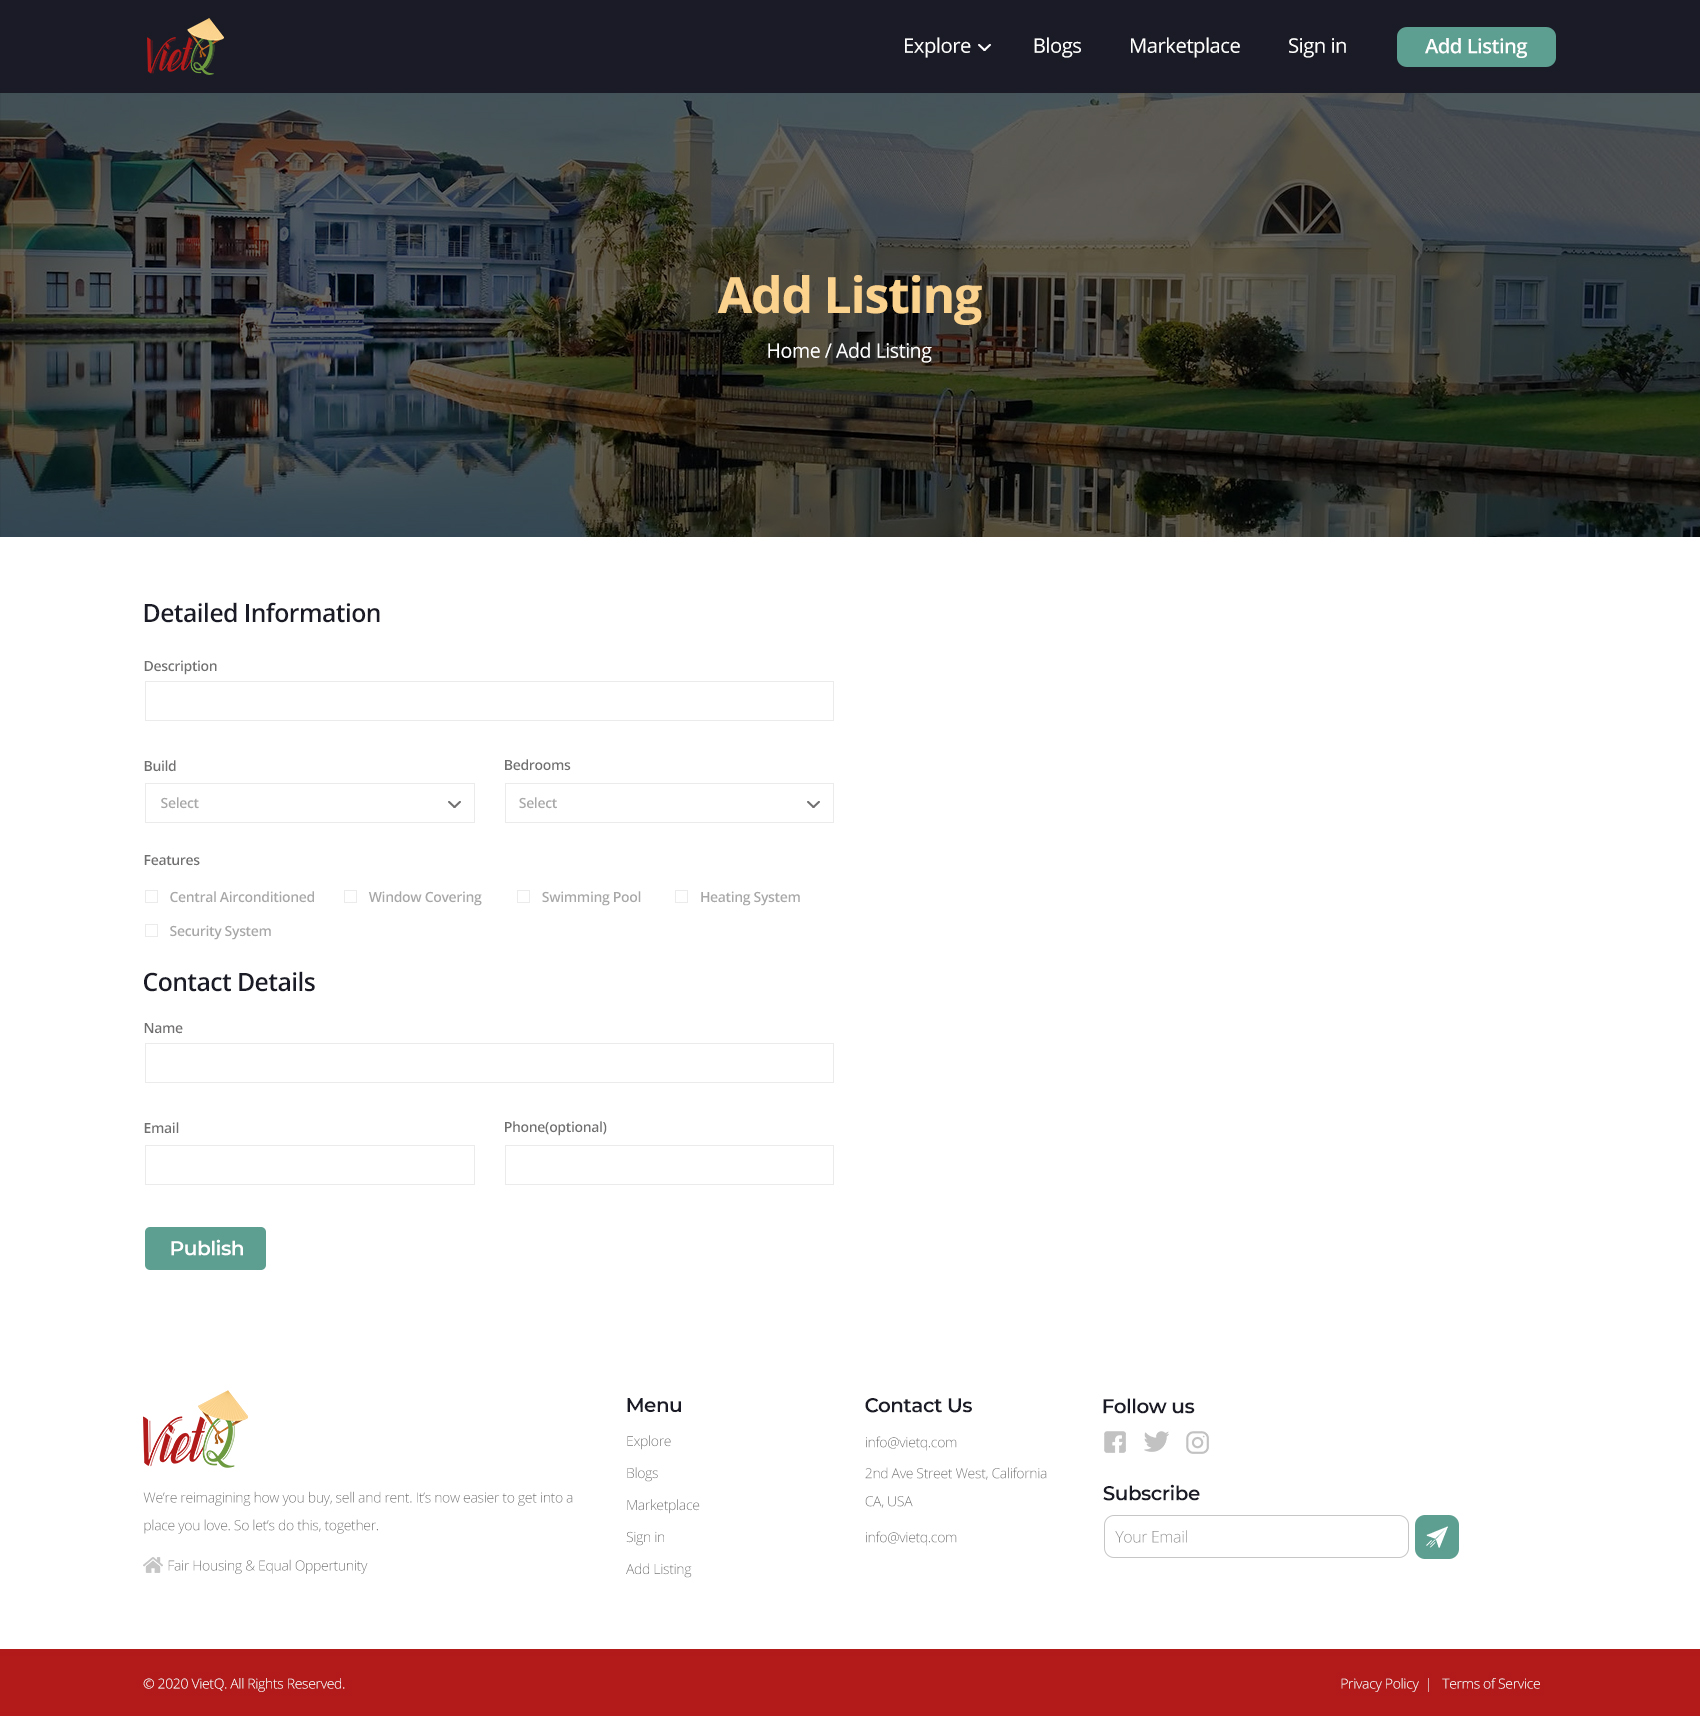 VietQ
Explore
Blogs
Marketplace
Sign in
Add Listing
Add Listing
Home / Add Listing
Detailed Information
Description
Build
Bedrooms
Select
Select
Features
Central Airconditioned
Window Covering
Swimming Pool
Heating System
Security System
Contact Details
Name
Email
Phone(optional)
Publish
VietQ
We're reimagining how you buy, sell and rent. It's now easier to get into a
place you love. So let's do this, together.
Fair Housing & Equal Oppertunity
Menu
Explore
Blogs
Marketplace
Sign in
Add Listing
Contact Us
info@vietq.com
2nd Ave Street West, California
CA, USA
info@vietq.com
Follow us
Subscribe
Your Email
© 2020 VietQ. All Rights Reserved.
Privacy Policy | Terms of Service